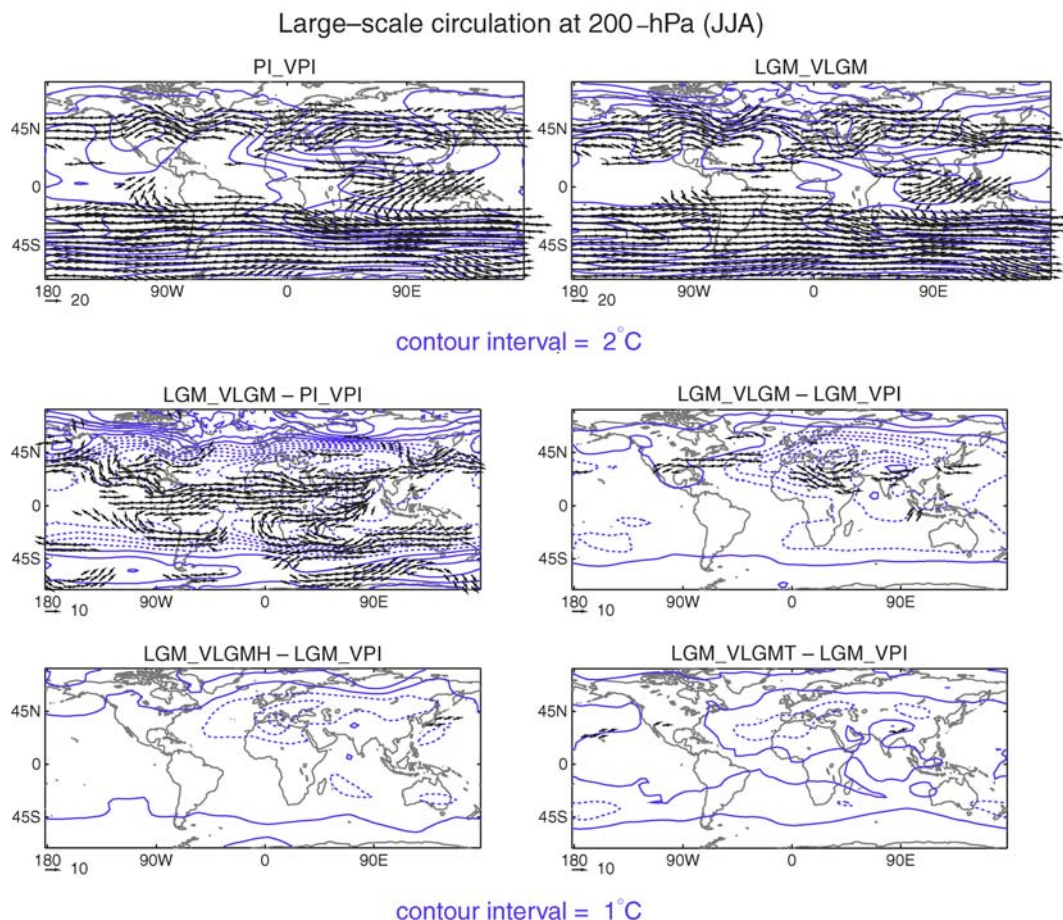 Large–scale circulation at 200–hPa (JJA)
PI_VPI
LGM_VLGM
45N
0
45S
180 90W 0 90E
20
180 90W 0 90E
20
contour interval = 2°C
LGM_VLGM – PI_VPI
LGM_VLGM – LGM_VPI
45N
0
45S
45N
0
45S
180 90W 0 90E
10
180 90W 0 90E
10
LGM_VLGMH – LGM_VPI
LGM_VLGMT – LGM_VPI
45N
0
45S
45N
0
45S
180 90W 0 90E
10
180 90W 0 90E
10
contour interval = 1°C